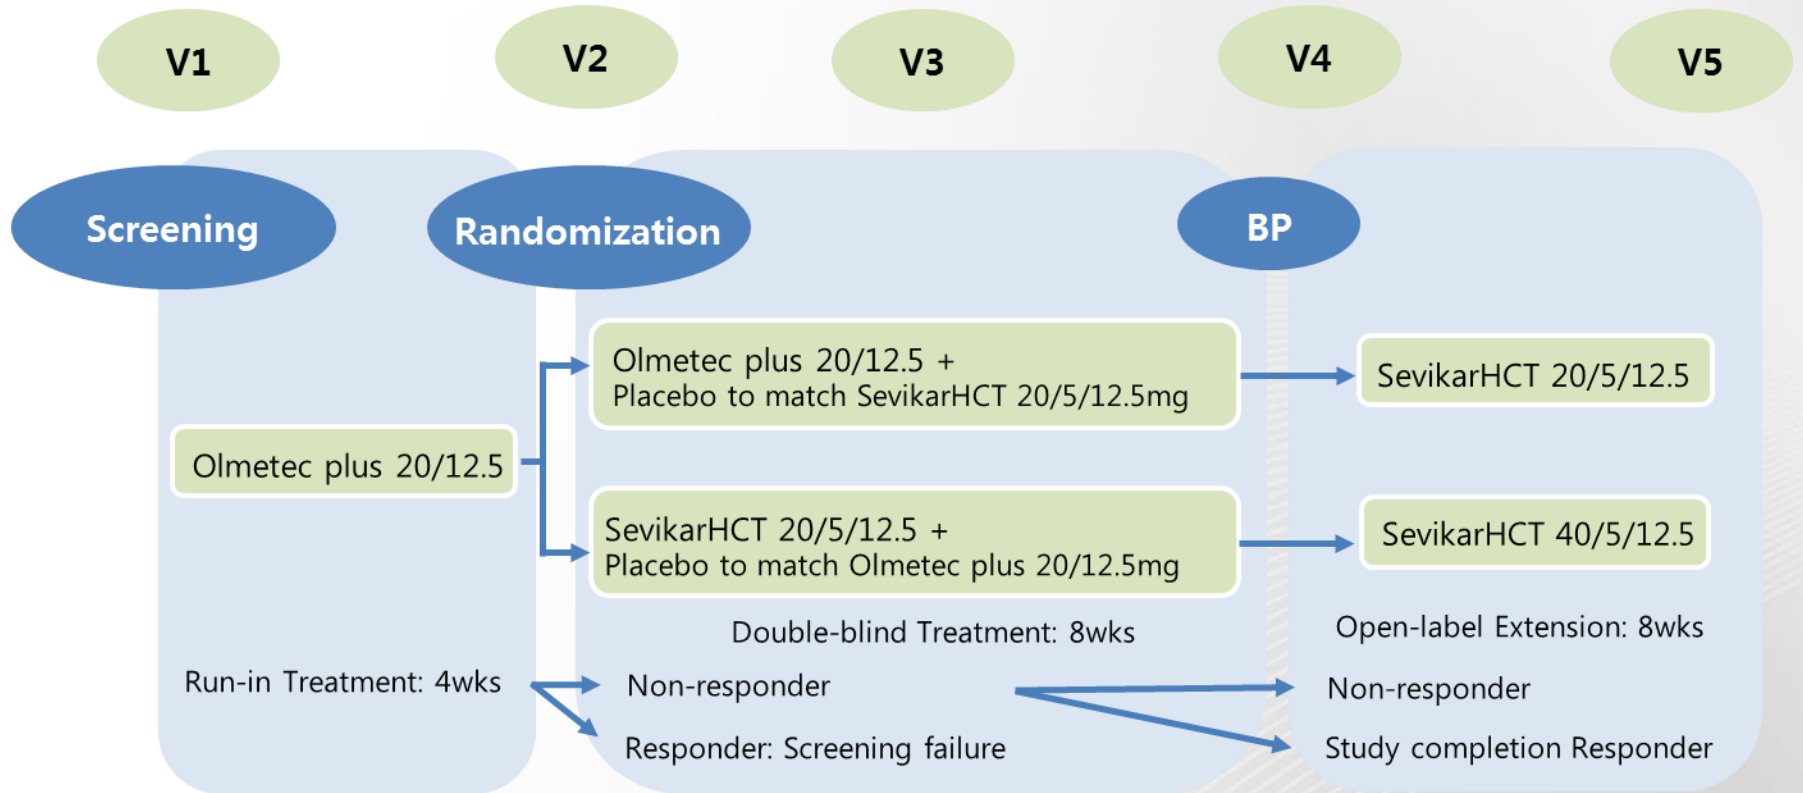 V1
V2
V3
V4
V5
Screening
Randomization
BP
Olmetec plus 20/12.5
Olmetec plus 20/12.5 +
Placebo to match SevikarHCT 20/5/12.5mg
SevikarHCT 20/5/12.5
SevikarHCT 20/5/12.5 +
Placebo to match Olmetec plus 20/12.5mg
SevikarHCT 40/5/12.5
Double-blind Treatment: 8wks
Open-label Extension: 8wks
Run-in Treatment: 4wks
Non-responder
Non-responder
Responder: Screening failure
Study completion Responder